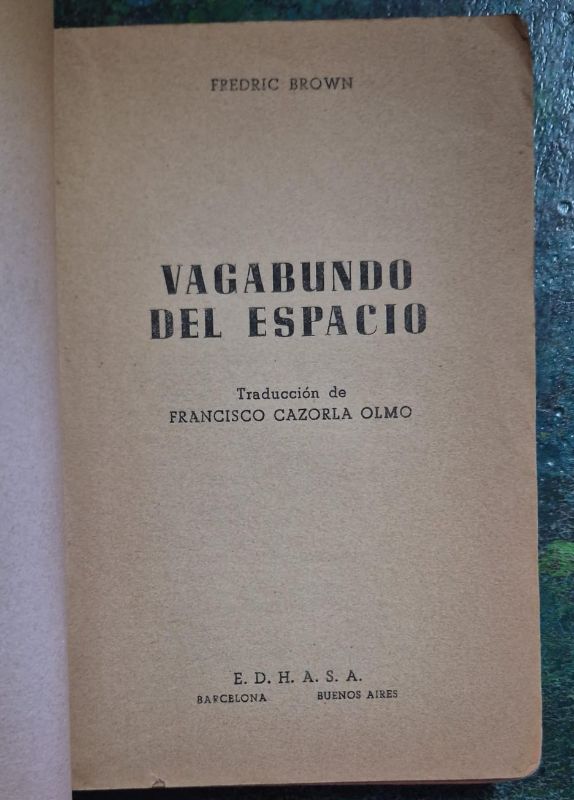 FREDRIC BROWN
VAGABUNDO
DEL ESPACIO
Traducción de
FRANCISCO CAZORLA OLMO
E. D. H. A. S. A.
BARCELONA BUENOS AIRES